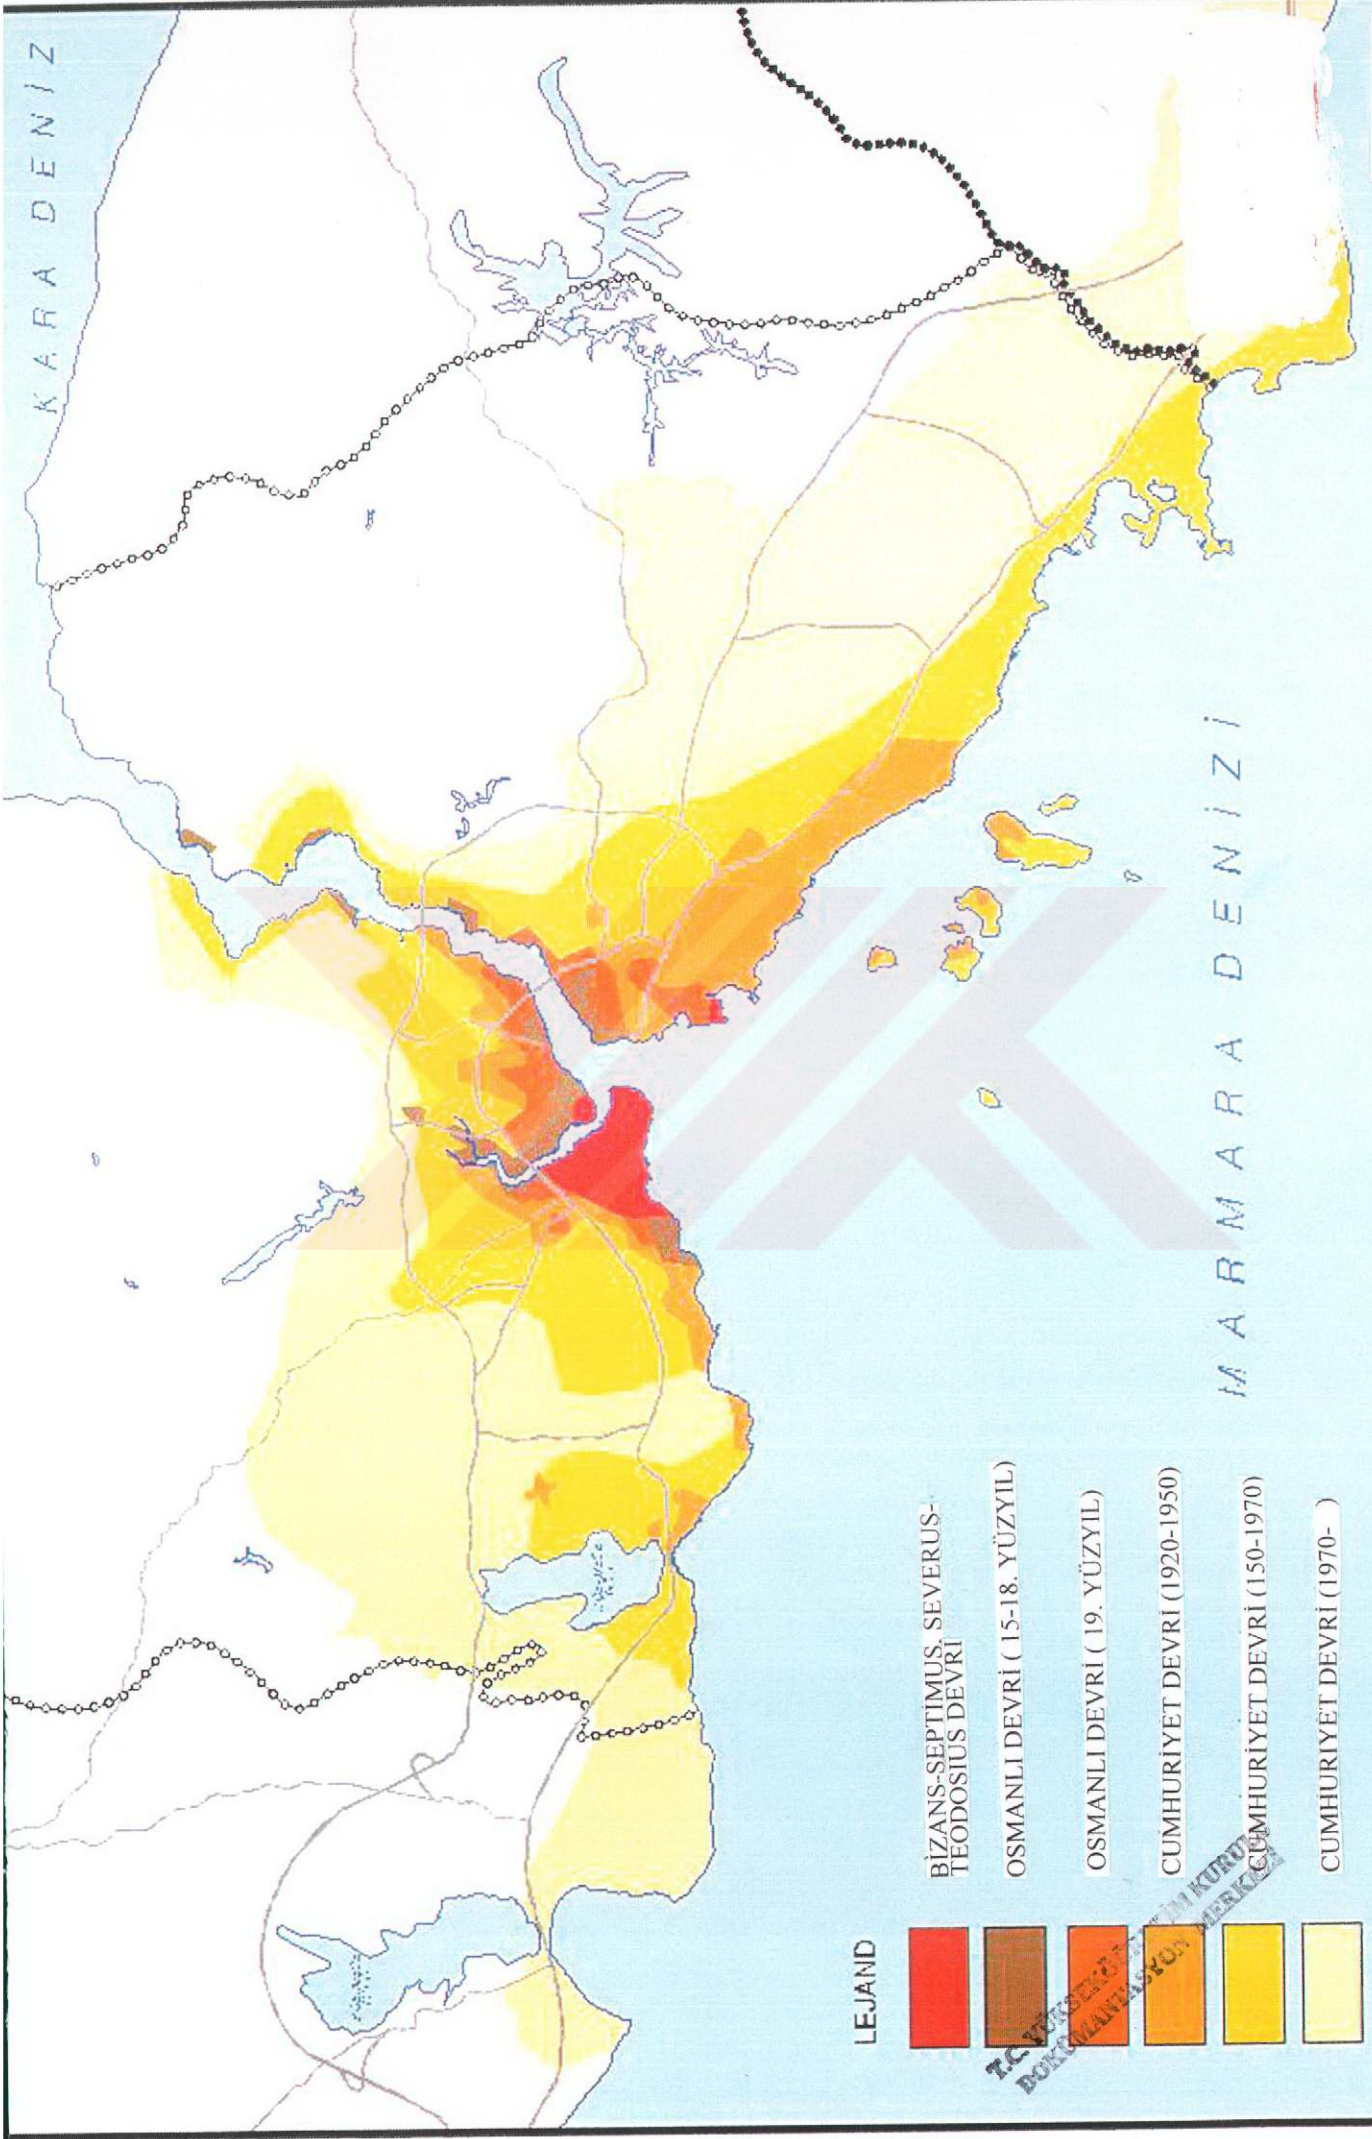 KARA DENİZ
MARMARA DENİZİ
LEJAND
BİZANS-SEPTİMUS, SEVERUS-
TEODOSIUS DEVRİ
OSMANLI DEVRİ ( 15-18. YÜZYIL)
OSMANLI DEVRİ ( 19. YÜZYIL)
CUMHURİYET DEVRİ (1920-1950)
CUMHURİYET DEVRİ (150-1970)
CUMHURİYET DEVRİ (1970- )
T.C. YÜKSEKÖĞRETİM KURULU
DOKÜMANTASYON MERKEZİ